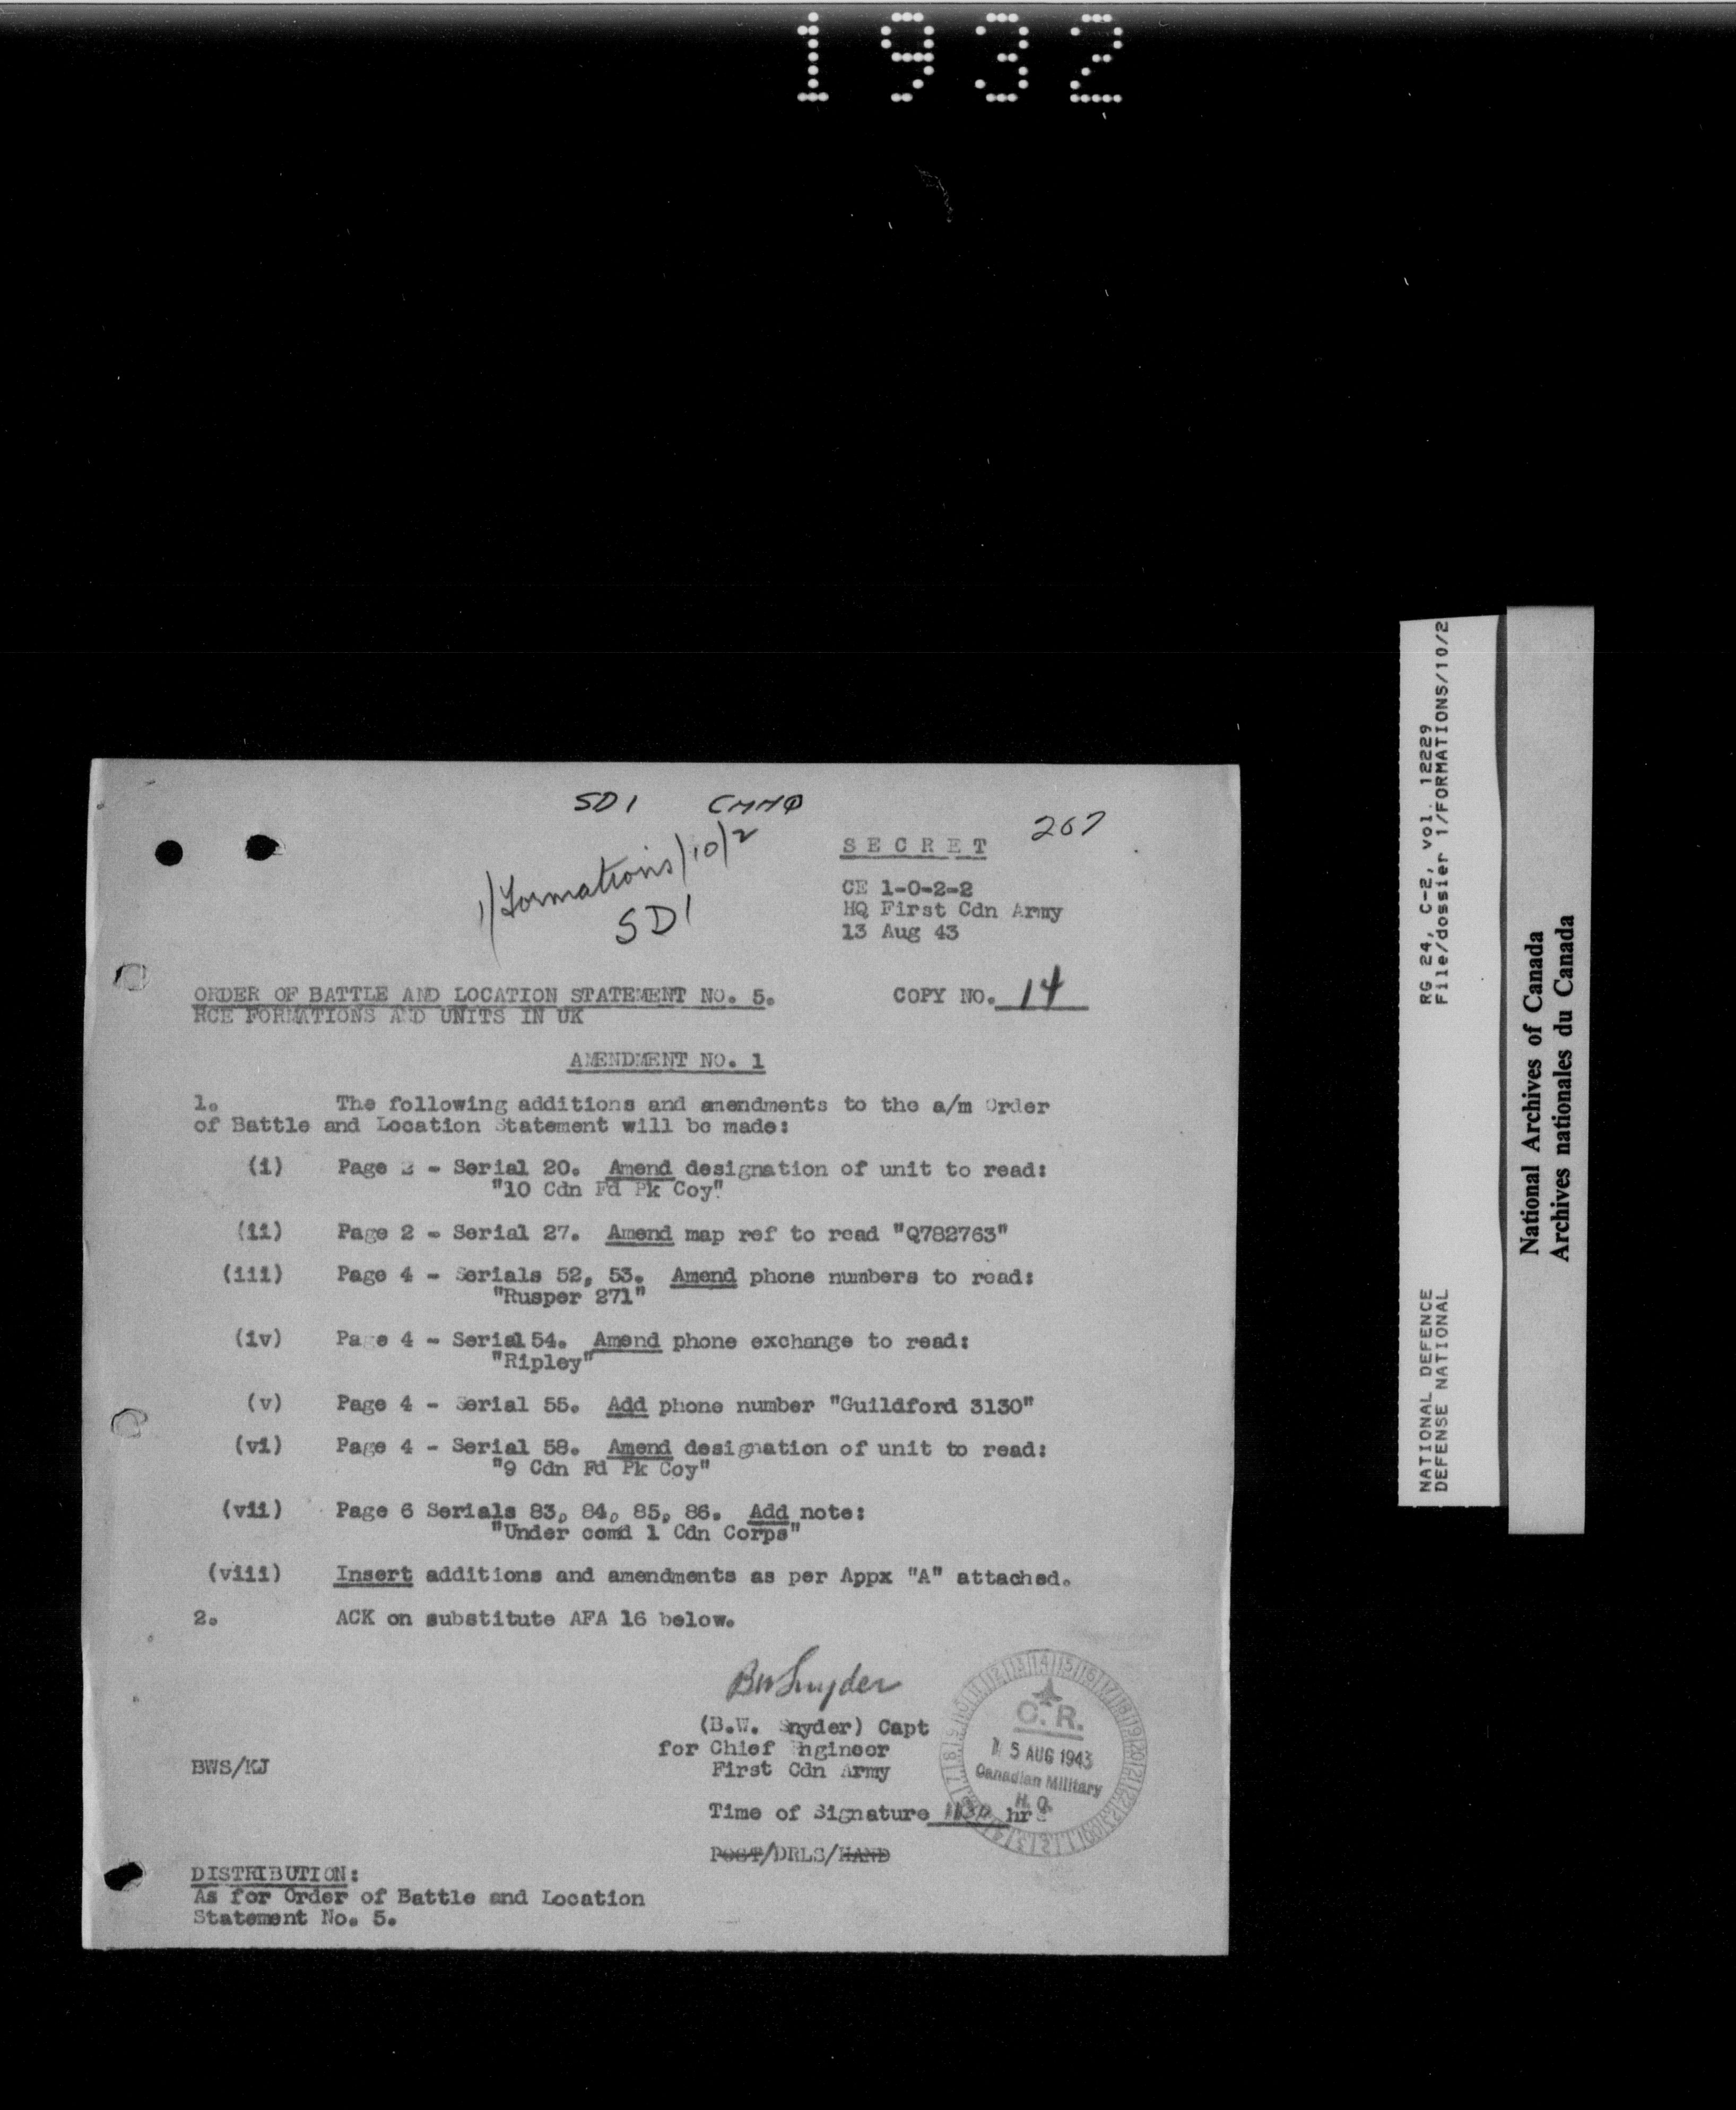 1932
SD1 CMHQ
267
1/Formations/10/2
SD1
SECRET
CE 1-0-2-2
HQ First Cdn Army
13 Aug 43
ORDER OF BATTLE AND LOCATION STATEMENT NO. 5.
COPY NO. 14
RCE FORMATIONS AND UNITS IN UK
AMENDMENT NO. 1
1. The following additions and amendments to the a/m Order
of Battle and Location Statement will be made:
(i) Page 2 - Serial 20. Amend designation of unit to read:
"10 Cdn Fd Pk Coy"
(ii) Page 2 - Serial 27. Amend map ref to read "Q782763"
(iii) Page 4 - Serials 52, 53. Amend phone numbers to read:
"Rusper 271"
(iv) Page 4 - Serial 54. Amend phone exchange to read:
"Ripley"
(v) Page 4 - Serial 55. Add phone number "Guildford 3130"
(vi) Page 4 - Serial 58. Amend designation of unit to read:
"9 Cdn Fd Pk Coy"
(vii) Page 6 Serials 83, 84, 85, 86. Add note:
"Under comd 1 Cdn Corps"
(viii) Insert additions and amendments as per Appx "A" attached.
2. ACK on substitute AFA 16 below.
BW Snyder
(B.W. Snyder) Capt
for Chief Engineer
First Cdn Army
BWS/KJ
Time of Signature hrs
POST/DRLS/HAND
C. R.
5 AUG 1943
Canadian Military
H. Q.
DISTRIBUTION:
As for Order of Battle and Location
Statement No. 5.
RG 24, C-2, vol. 12229
File/dossier 1/FORMATIONS/10/2
NATIONAL DEFENCE
DEFENSE NATIONAL
National Archives of Canada
Archives nationales du Canada